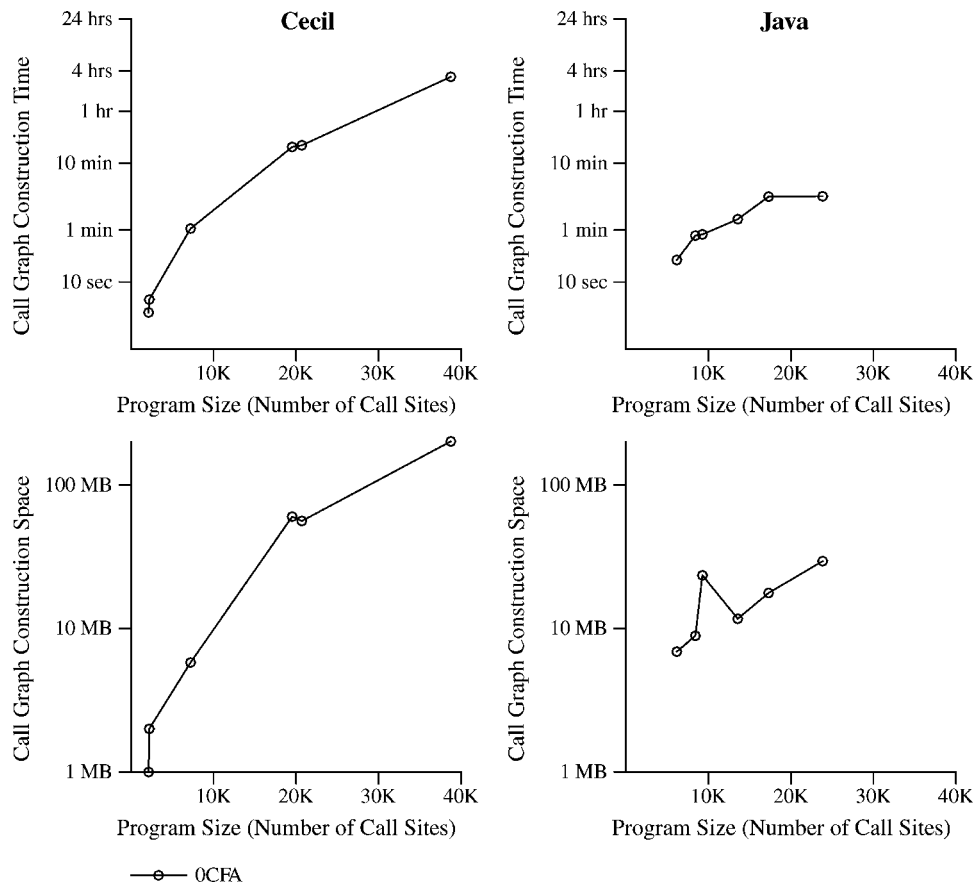 Cecil
24 hrs
4 hrs
1 hr
10 min
1 min
10 sec
Call Graph Construction Time
10K
20K
30K
40K
Program Size (Number of Call Sites)
Java
24 hrs
4 hrs
1 hr
10 min
1 min
10 sec
Call Graph Construction Time
10K
20K
30K
40K
Program Size (Number of Call Sites)
100 MB
10 MB
1 MB
Call Graph Construction Space
10K
20K
30K
40K
Program Size (Number of Call Sites)
100 MB
10 MB
1 MB
Call Graph Construction Space
10K
20K
30K
40K
Program Size (Number of Call Sites)
0CFA